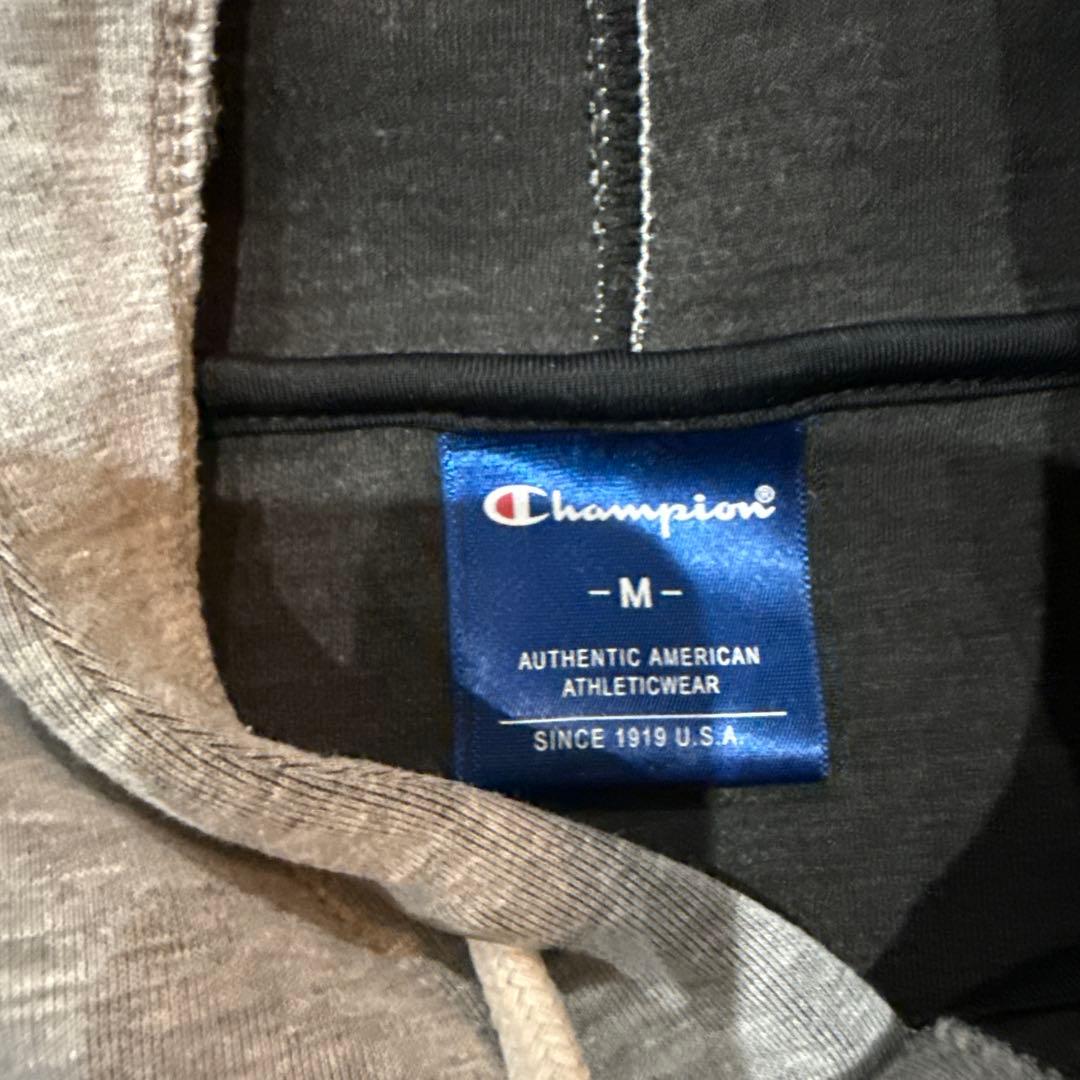 Champion®
- M -
AUTHENTIC AMERICAN
ATHLETICWEAR
SINCE 1919 U.S.A.